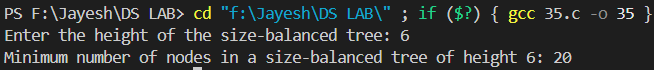 PS F:\Jayesh\DS LAB> cd "f:\Jayesh\DS LAB\" ; if ($?) { gcc 35.c -o 35 }
Enter the height of the size-balanced tree: 6
Minimum number of nodes in a size-balanced tree of height 6: 20